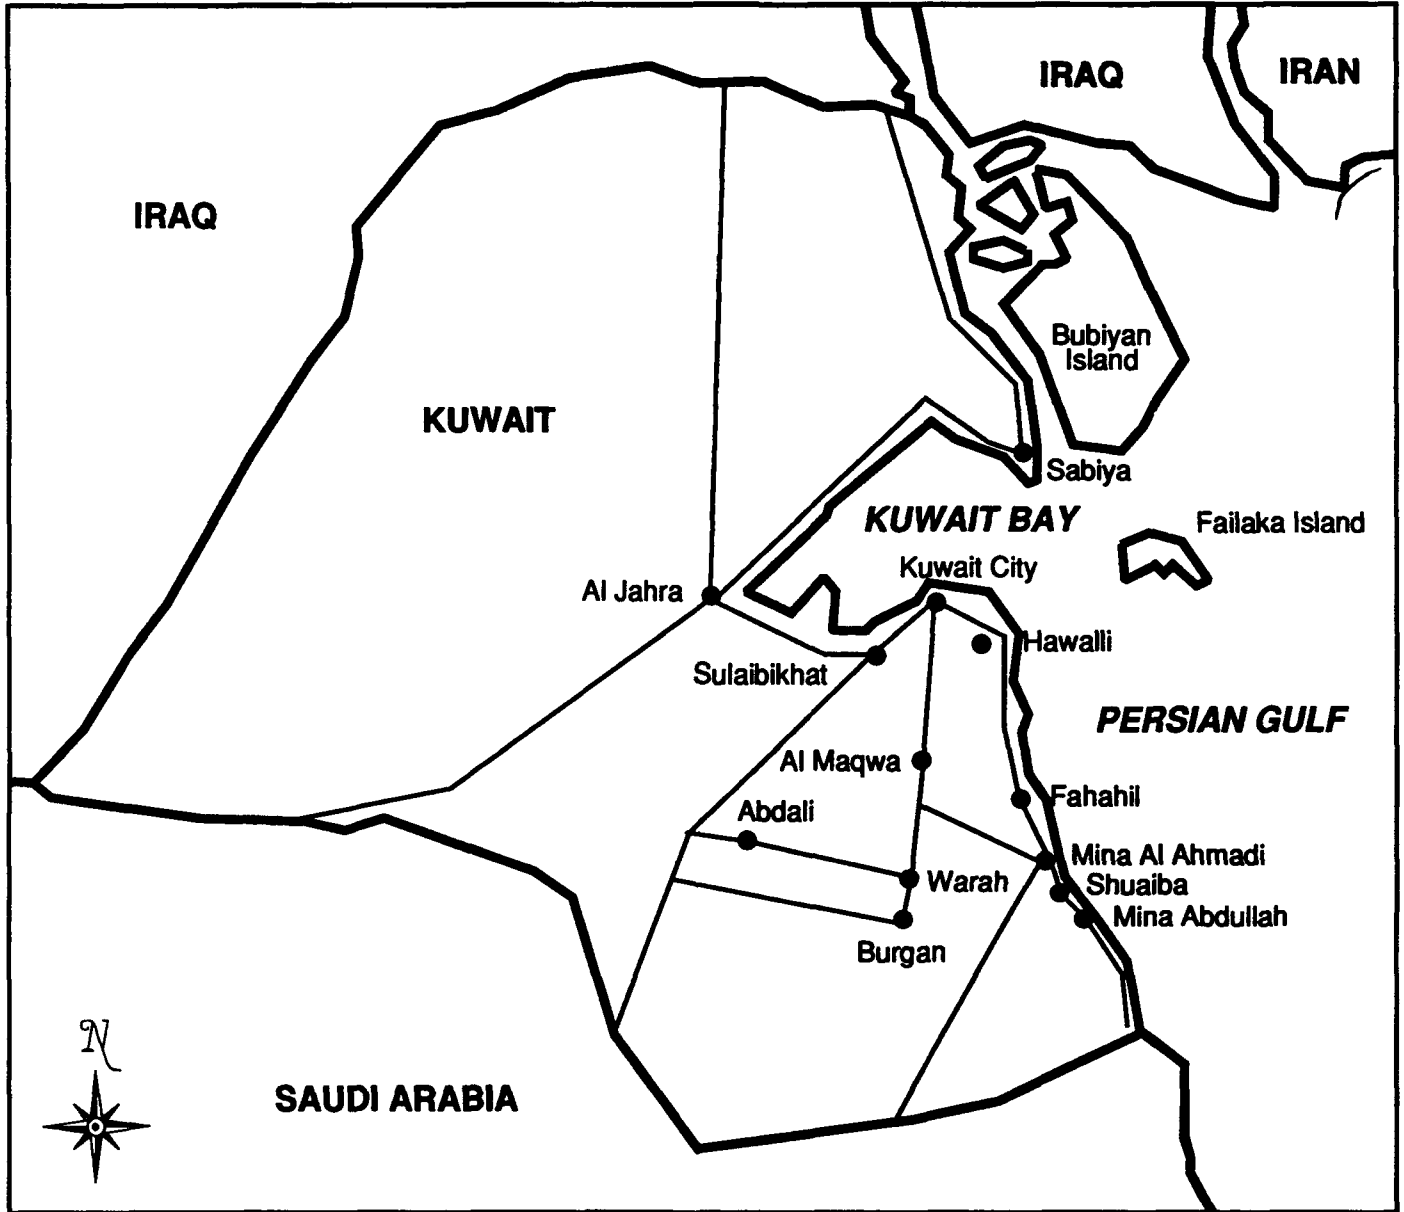 IRAQ
IRAN
IRAQ
Bubiyan
Island
KUWAIT
Sabiya
KUWAIT BAY
Failaka Island
Kuwait City
Al Jahra
Hawalli
Sulaibikhat
PERSIAN GULF
Al Maqwa
Fahahil
Abdali
Mina Al Ahmadi
Warah
Shuaiba
Mina Abdullah
Burgan
N
SAUDI ARABIA